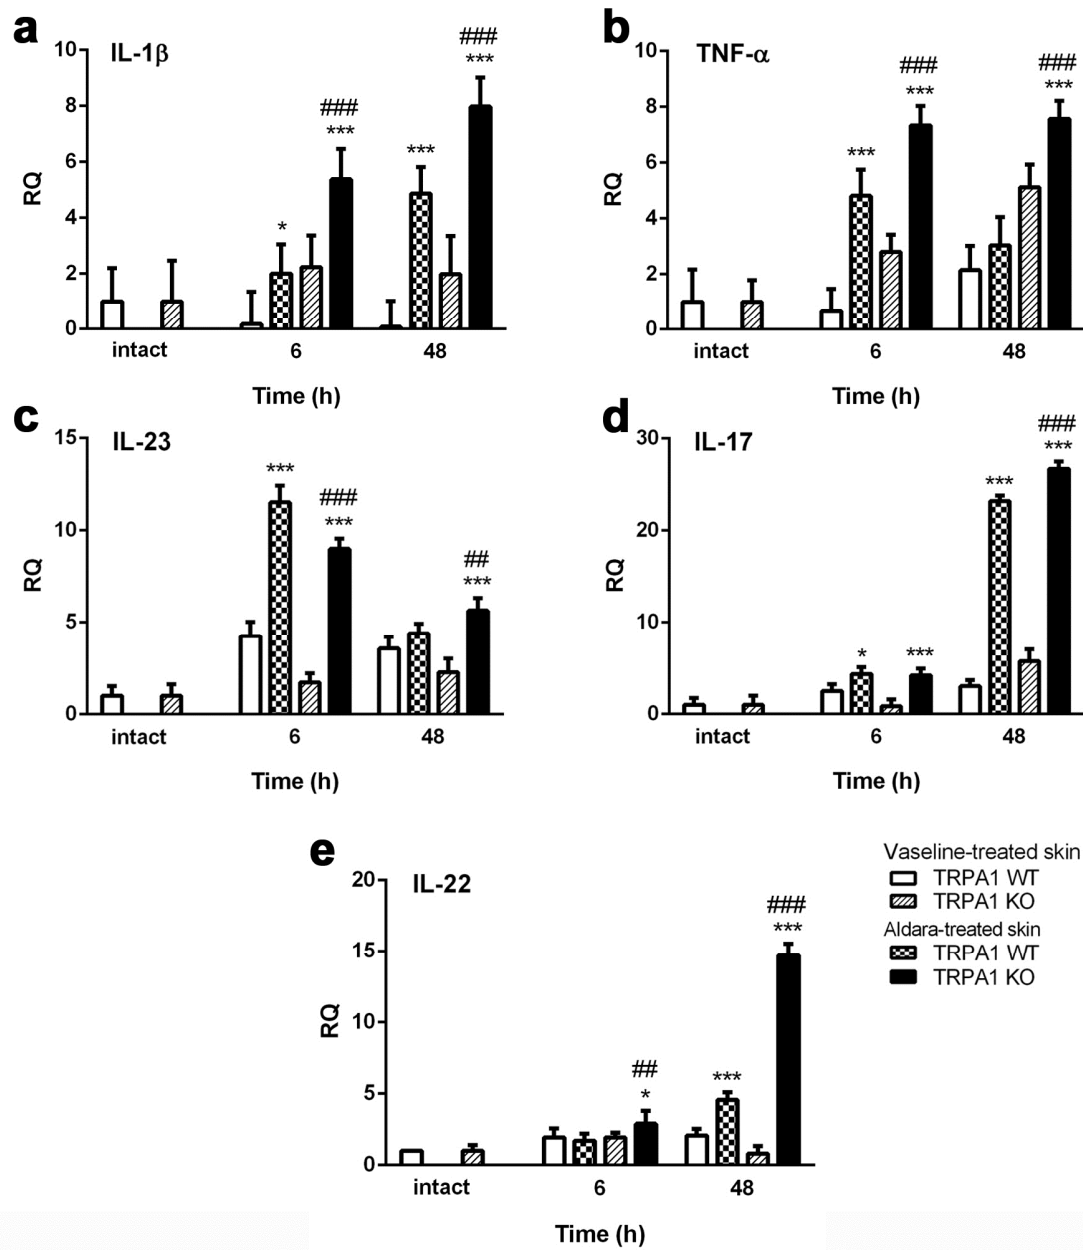 a
IL-1β
10
8
6
4
2
0
RQ
*
###
***
***
###
***
intact
6
48
Time (h)
b
TNF-α
10
8
6
4
2
0
RQ
***
###
***
###
***
intact
6
48
Time (h)
c
IL-23
15
10
5
0
RQ
***
###
***
##
***
intact
6
48
Time (h)
d
IL-17
30
20
10
0
RQ
*
***
***
###
***
intact
6
48
Time (h)
e
IL-22
20
15
10
5
0
RQ
##
*
***
###
***
intact
6
48
Time (h)
Vaseline-treated skin
TRPA1 WT
TRPA1 KO
Aldara-treated skin
TRPA1 WT
TRPA1 KO